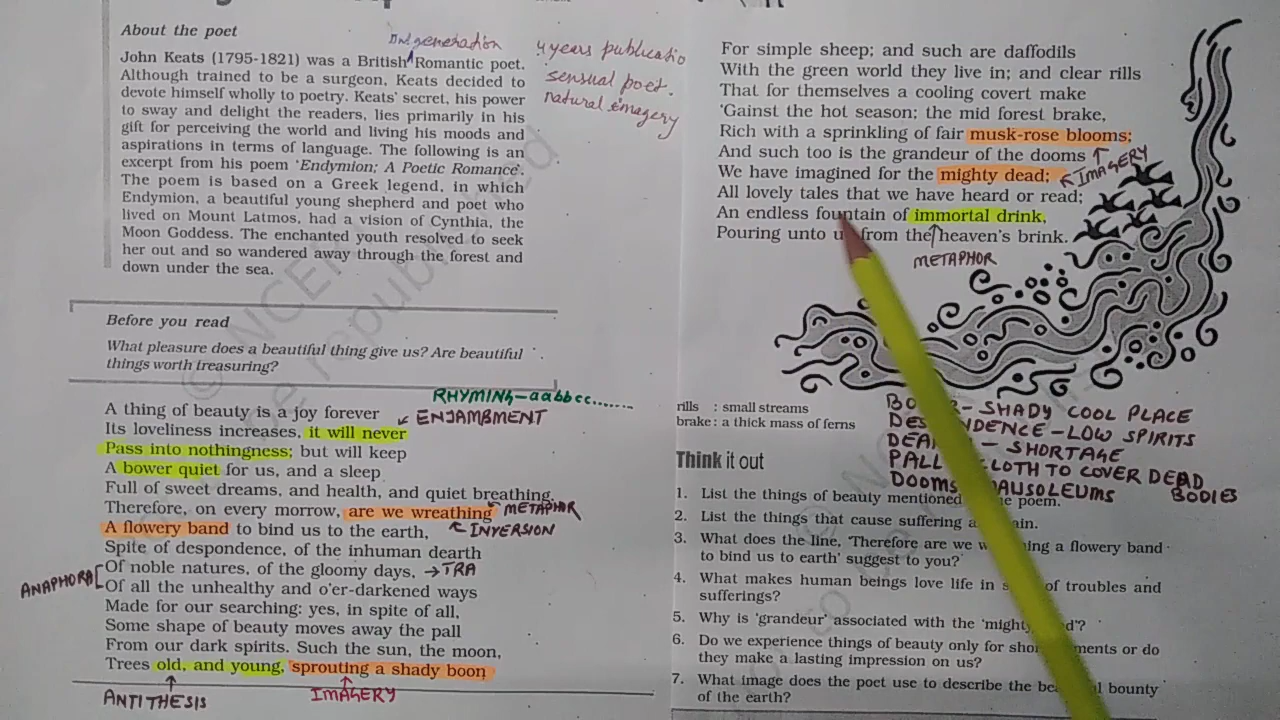 About the poet
2nd generation
John Keats (1795-1821) was a British Romantic poet.
Although trained to be a surgeon, Keats decided to
devote himself wholly to poetry. Keats' secret, his power
to sway and delight the readers, lies primarily in his
gift for perceiving the world and living his moods and
aspirations in terms of language. The following is an
excerpt from his poem 'Endymion; A Poetic Romance'.
The poem is based on a Greek legend, in which
Endymion, a beautiful young shepherd and poet who
lived on Mount Latmos, had a vision of Cynthia, the
Moon Goddess. The enchanted youth resolved to seek
her out and so wandered away through the forest and
down under the sea.
4 years publicatio
sensual poet.
natural imagery
Before you read
What pleasure does a beautiful thing give us? Are beautiful
things worth treasuring?
RHYMING - aabbcc.......
A thing of beauty is a joy forever
ENJAMBMENT
Its loveliness increases, it will never
Pass into nothingness; but will keep
A bower quiet for us, and a sleep
Full of sweet dreams, and health, and quiet breathing.
Therefore, on every morrow, are we wreathing METAPHOR
A flowery band to bind us to the earth, INVERSION
Spite of despondence, of the inhuman dearth
Of noble natures, of the gloomy days, → TRA
ANAPHORA
Of all the unhealthy and o'er-darkened ways
Made for our searching: yes, in spite of all,
Some shape of beauty moves away the pall
From our dark spirits. Such the sun, the moon,
Trees old, and young, sprouting a shady boon
ANTITHESIS
IMAGERY
For simple sheep; and such are daffodils
With the green world they live in; and clear rills
That for themselves a cooling covert make
'Gainst the hot season; the mid forest brake,
Rich with a sprinkling of fair musk-rose blooms;
And such too is the grandeur of the dooms
We have imagined for the mighty dead; IMAGERY
All lovely tales that we have heard or read;
An endless fountain of immortal drink,
Pouring unto u from the heaven's brink.
METAPHOR
rills : small streams
brake : a thick mass of ferns
- SHADY COOL PLACE
- LOW SPIRITS
- SHORTAGE
PALL CLOTH TO COVER DEAD
BODIES
DOOMS
Think it out
1. List the things of beauty mentioned poem.
2. List the things that cause suffering
3. What does the line, 'Therefore are we a flowery band
to bind us to earth' suggest to you?
4. What makes human beings love life in of troubles and
sufferings?
5. Why is 'grandeur' associated with the 'mighty
6. Do we experience things of beauty only for or do
they make a lasting impression on us?
7. What image does the poet use to describe the bounty
of the earth?